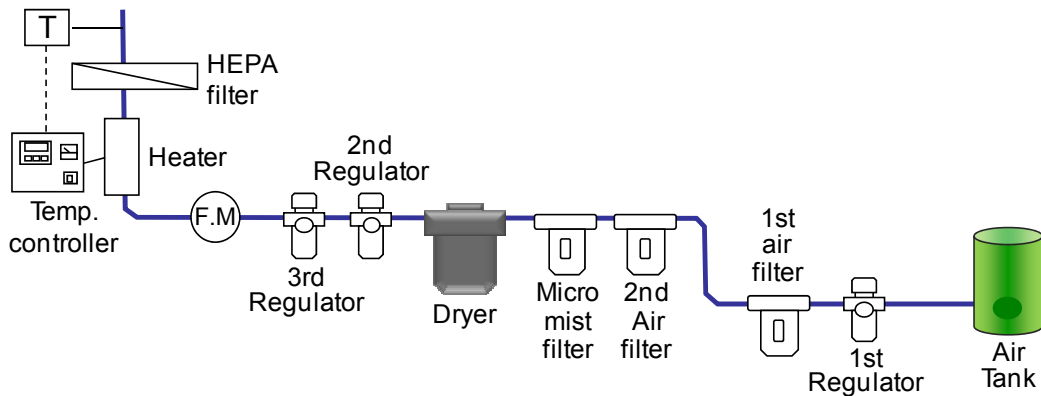 T
HEPA
filter
Heater
Temp.
controller
F.M
2nd
Regulator
3rd
Regulator
Dryer
Micro
mist
filter
2nd
Air
filter
1st
air
filter
1st
Regulator
Air
Tank